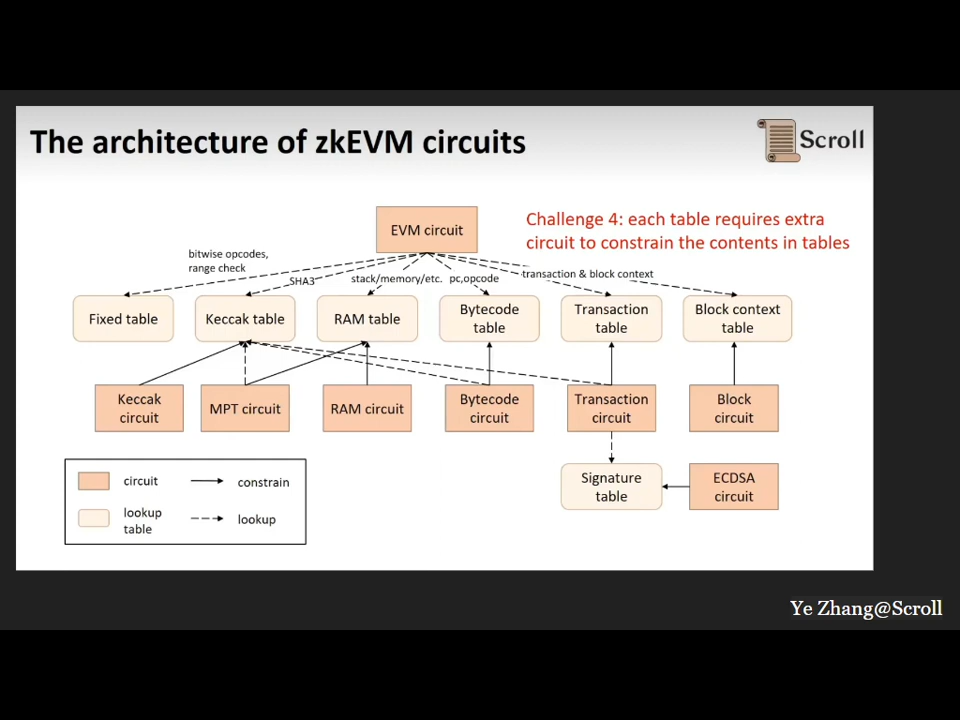 The architecture of zkEVM circuits
Scroll
EVM circuit
Challenge 4: each table requires extra
circuit to constrain the contents in tables
bitwise opcodes,
range check
SHA3
stack/memory/etc.
pc,opcode
transaction & block context
Fixed table
Keccak table
RAM table
Bytecode
table
Transaction
table
Block context
table
Keccak
circuit
MPT circuit
RAM circuit
Bytecode
circuit
Transaction
circuit
Block
circuit
Signature
table
ECDSA
circuit
circuit
constrain
lookup
table
lookup
Ye Zhang@Scroll